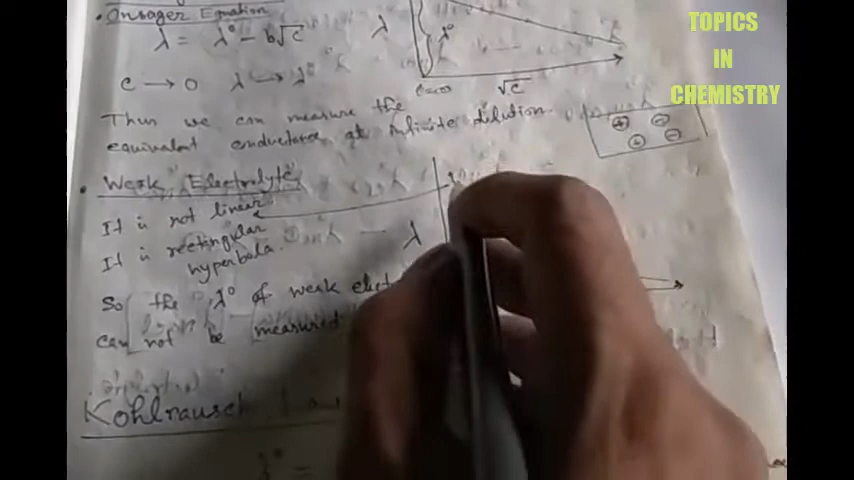 Onsager Equation
λ = λ° - b√c
λ
λ°
c → 0 λ → λ°
√c
Thus we can measure the
equivalent conductance at infinite dilution.
Weak Electrolyte
It is not linear
It is rectangular
hyperbola.
λ
So the λ° of weak
can not be measured
Kohlrausch
λ° =
TOPICS
IN
CHEMISTRY